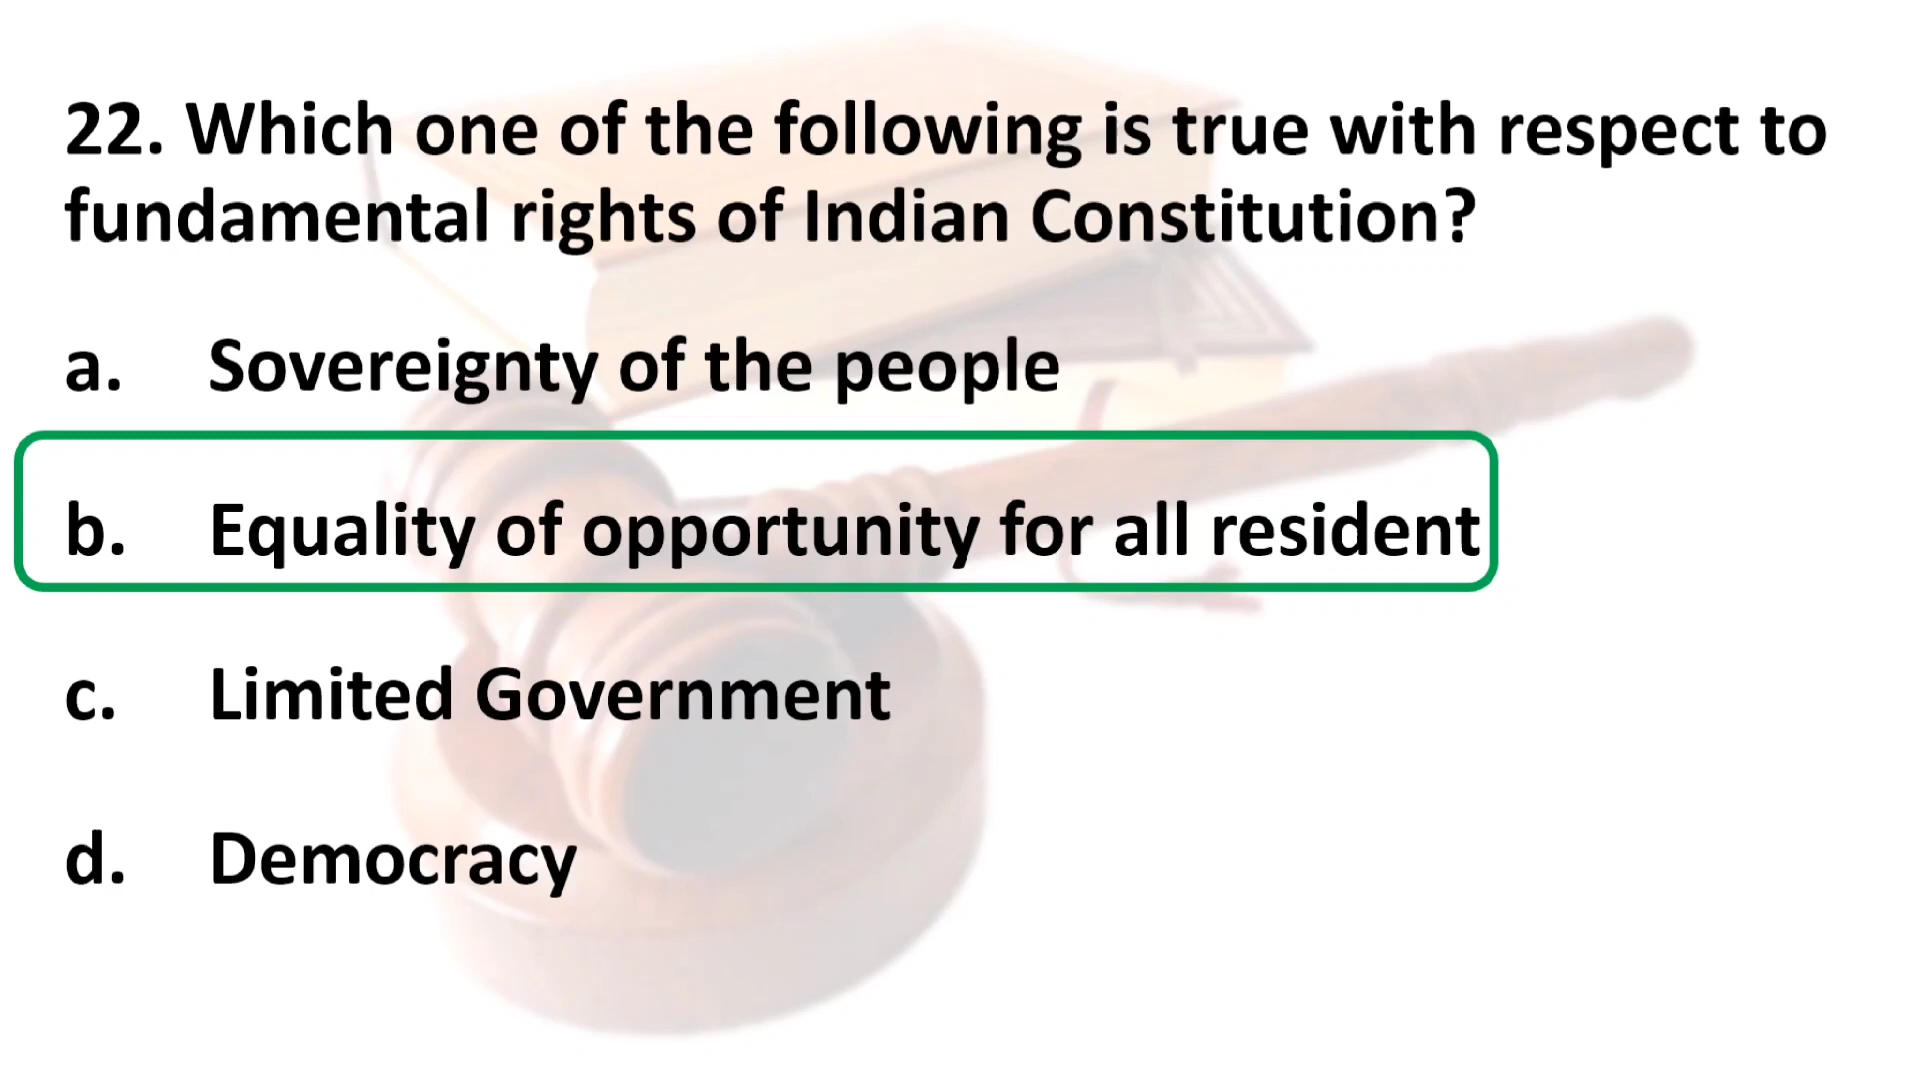 22. Which one of the following is true with respect to
fundamental rights of Indian Constitution?
a. Sovereignty of the people
b. Equality of opportunity for all resident
c. Limited Government
d. Democracy